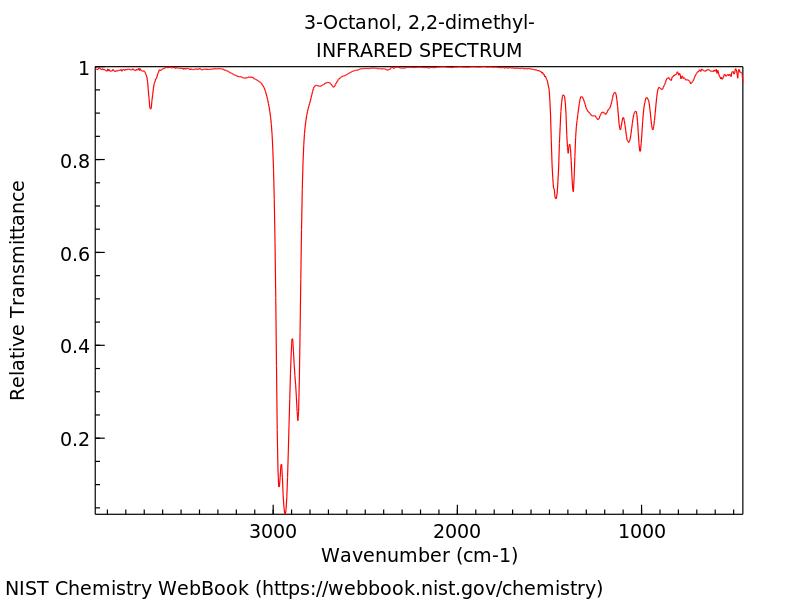 3-Octanol, 2,2-dimethyl-
INFRARED SPECTRUM
1
0.8
0.6
0.4
0.2
Relative Transmittance
3000 2000 1000
Wavenumber (cm-1)
NIST Chemistry WebBook (https://webbook.nist.gov/chemistry)